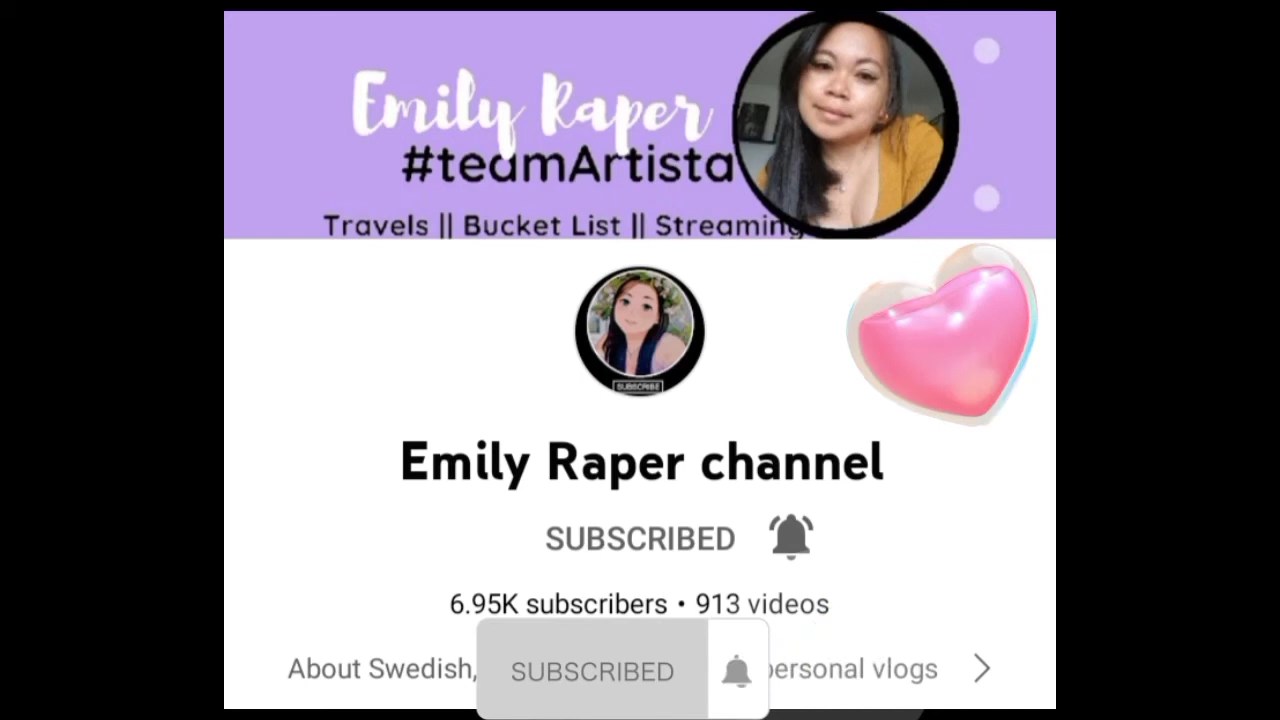 Emily Raper
#teamArtista
Travels || Bucket List || Streaming
SUBSCRIBE
Emily Raper channel
SUBSCRIBED
6.95K subscribers • 913 videos
About Swedish, personal vlogs
SUBSCRIBED